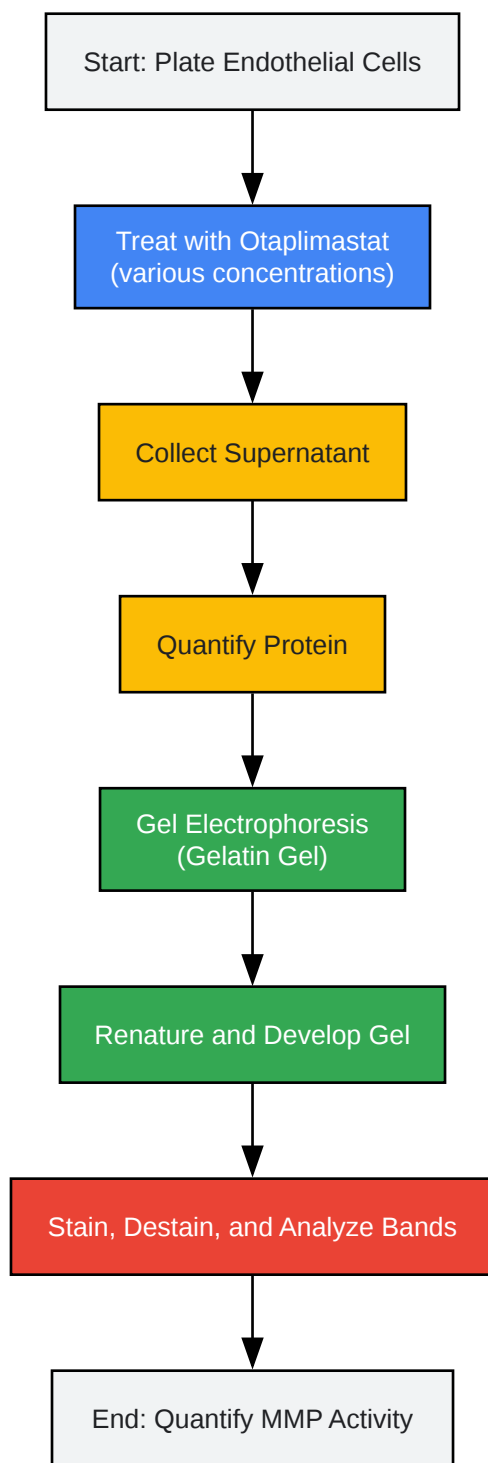 Start: Plate Endothelial Cells
Treat with Otaplimastat
(various concentrations)
Collect Supernatant
Quantify Protein
Gel Electrophoresis
(Gelatin Gel)
Renature and Develop Gel
Stain, Destain, and Analyze Bands
End: Quantify MMP Activity